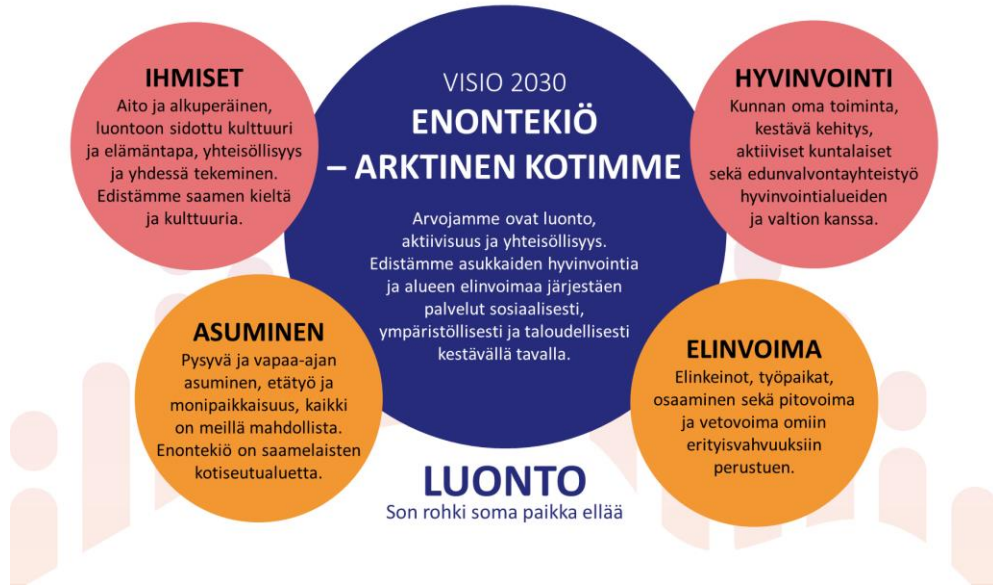 IHMISET
Aito ja alkuperäinen,
luontoon sidottu kulttuuri
ja elämäntapa, yhteisöllisyys
ja yhdessä tekeminen.
Edistämme saamen kieltä
ja kulttuuria.
VISIO 2030
ENONTEKIÖ
– ARKTINEN KOTIMME
Arvojamme ovat luonto,
aktiivisuus ja yhteisöllisyys.
Edistämme asukkaiden hyvinvointia
ja alueen elinvoimaa järjestäen
palvelut sosiaalisesti,
ympäristöllisesti ja taloudellisesti
kestävällä tavalla.
HYVINVOINTI
Kunnan oma toiminta,
kestävä kehitys,
aktiiviset kuntalaiset
sekä edunvalvontayhteistyö
hyvinvointialueiden
ja valtion kanssa.
ASUMINEN
Pysyvä ja vapaa-ajan
asuminen, etätyö ja
monipaikkaisuus, kaikki
on meillä mahdollista.
Enontekiö on saamelaisten
kotiseutualuetta.
ELINVOIMA
Elinkeinot, työpaikat,
osaaminen sekä pitovoima
ja vetovoima omiin
erityisvahvuuksiin
perustuen.
LUONTO
Son rohki soma paikka ellää